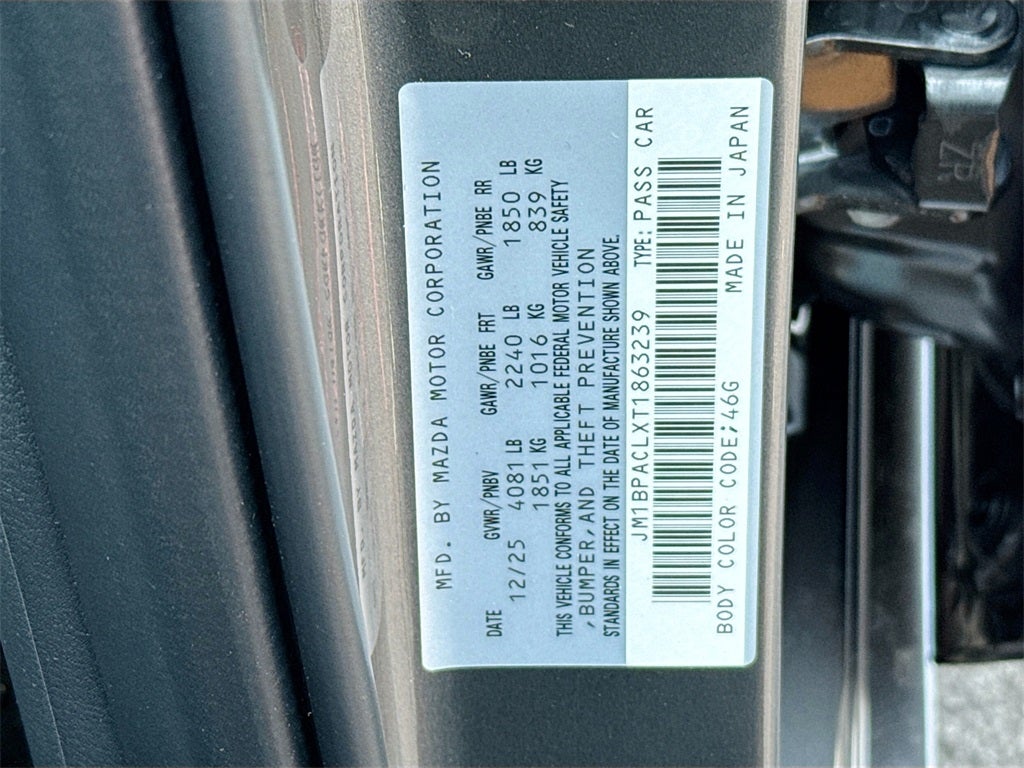 MFD. BY MAZDA MOTOR CORPORATION
DATE GVWR/PNBV GAWR/PNBE FRT GAWR/PNBE RR
12/25 4081 LB 2240 LB 1850 LB
1851 KG 1016 KG 839 KG
THIS VEHICLE CONFORMS TO ALL APPLICABLE FEDERAL MOTOR VEHICLE SAFETY
,BUMPER,AND THEFT PREVENTION
STANDARDS IN EFFECT ON THE DATE OF MANUFACTURE SHOWN ABOVE.
JM1BPACLXT1863239 TYPE: PASS CAR
BODY COLOR CODE;46G MADE IN JAPAN